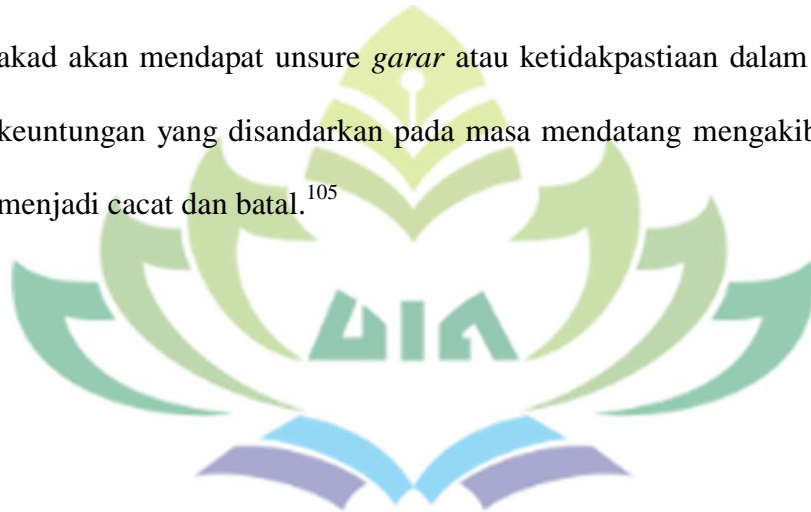 akad akan mendapat unsure garar atau ketidakpastiaan dalam
keuntungan yang disandarkan pada masa mendatang mengakib
menjadi cacat dan batal.105
UIN